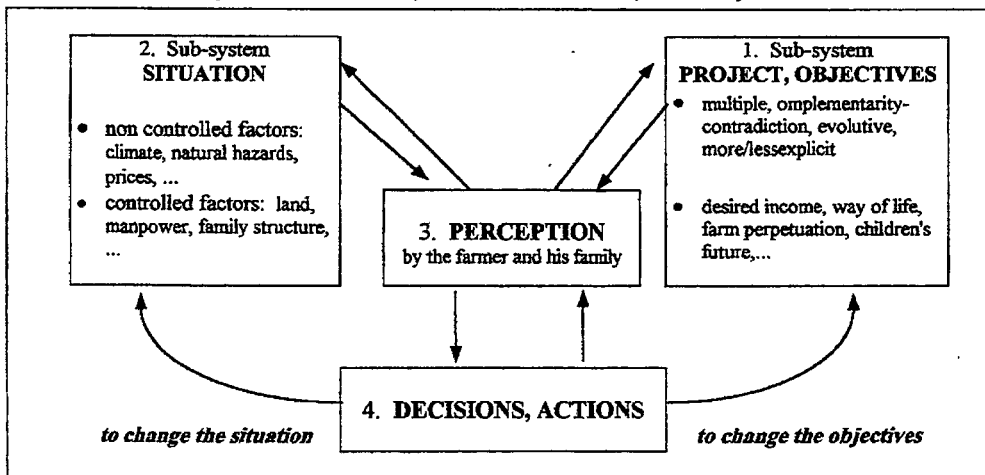 2. Sub-system
SITUATION
• non controlled factors:
climate, natural hazards,
prices, ...
• controlled factors: land,
manpower, family structure,
...
1. Sub-system
PROJECT, OBJECTIVES
• multiple, omplementarity-
contradiction, evolutive,
more/lessexplicit
• desired income, way of life,
farm perpetuation, children's
future,...
3. PERCEPTION
by the farmer and his family
4. DECISIONS, ACTIONS
to change the situation
to change the objectives